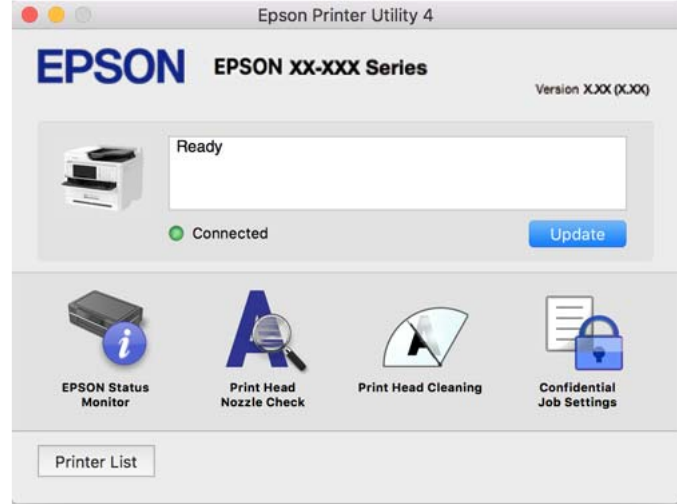 Epson Printer Utility 4
EPSON
EPSON XX-XXX Series
Version X.XX (X.XX)
Ready
Connected
Update
EPSON Status
Monitor
Print Head
Nozzle Check
Print Head Cleaning
Confidential
Job Settings
Printer List